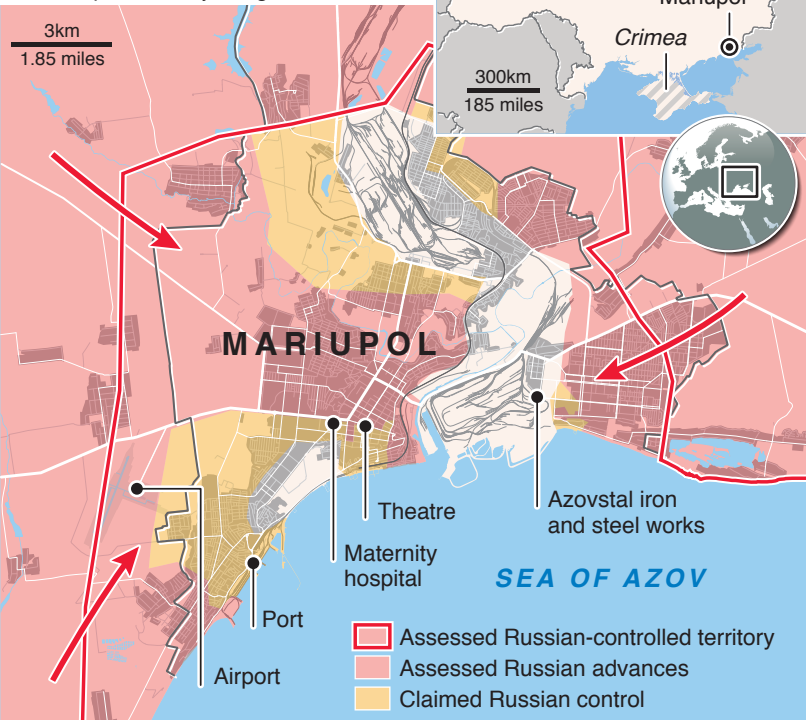 3km
1.85 miles
Mariupol
Crimea
300km
185 miles
MARIUPOL
Theatre
Maternity
hospital
Port
Airport
Azovstal iron
and steel works
SEA OF AZOV
Assessed Russian-controlled territory
Assessed Russian advances
Claimed Russian control